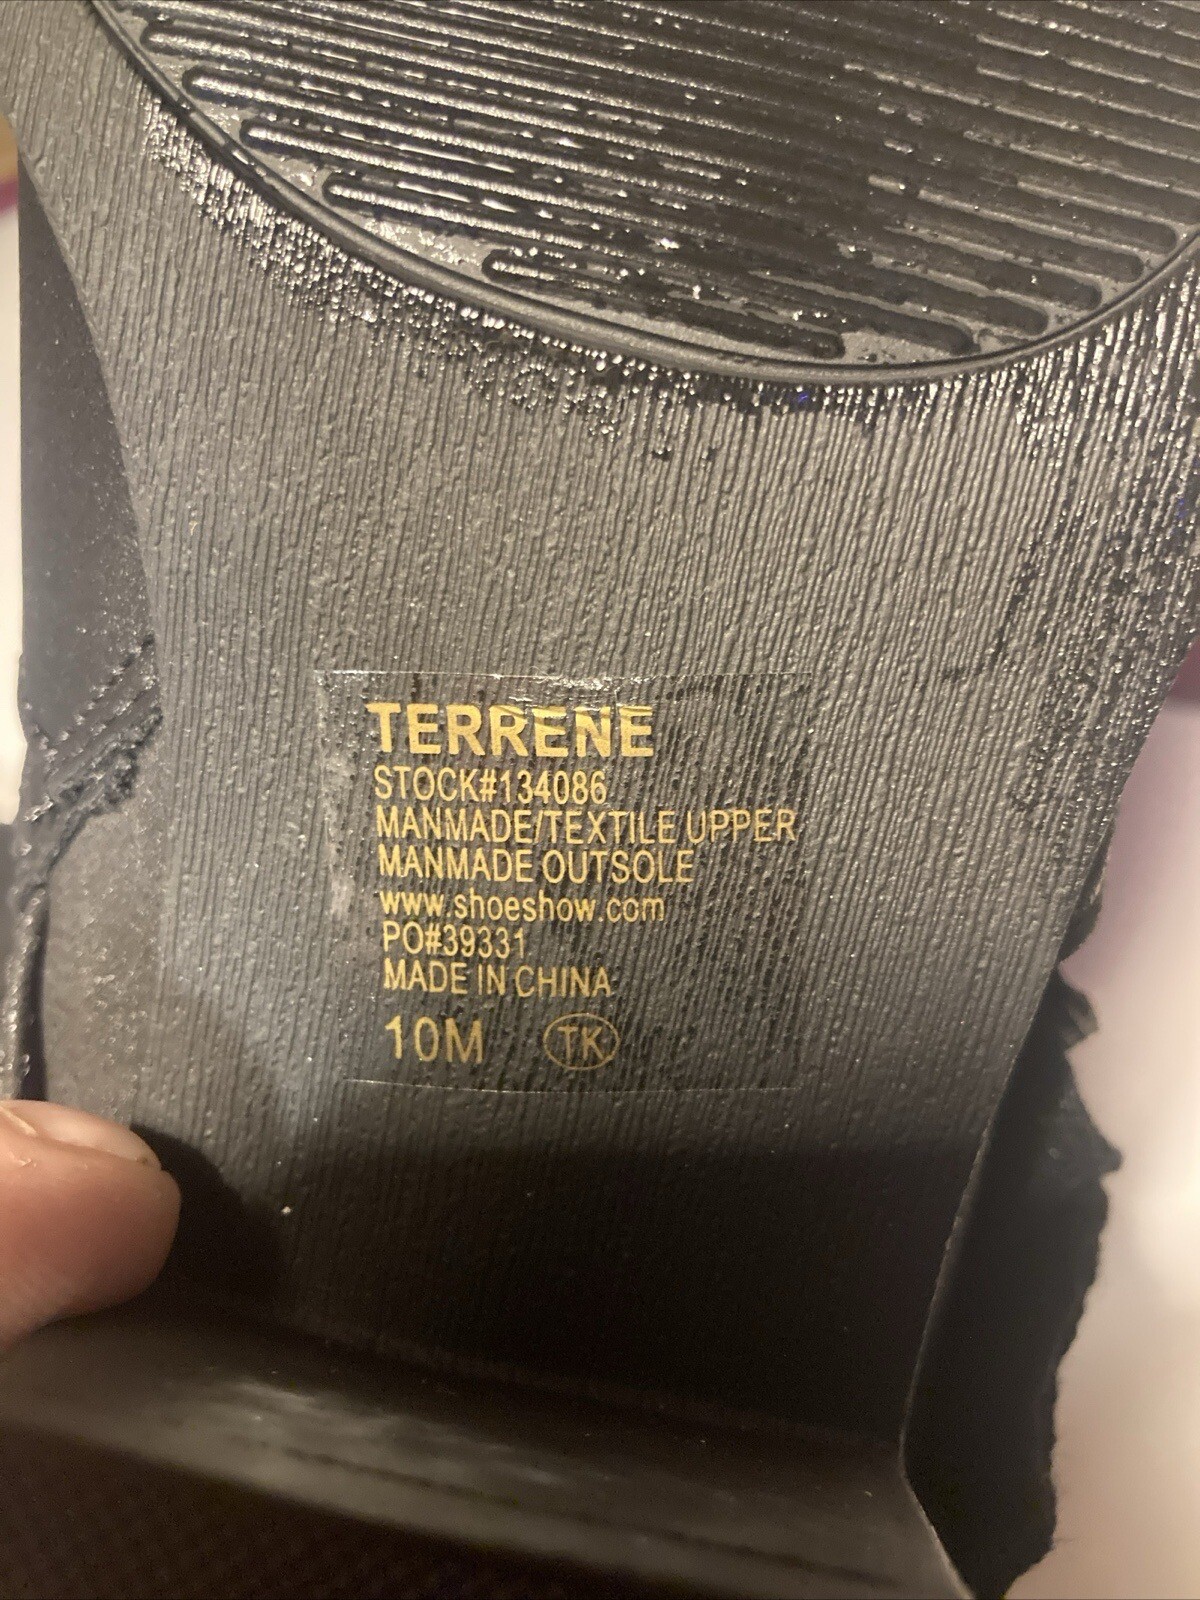 TERRENE
STOCK#134086
MANMADE/TEXTILE UPPER
MANMADE OUTSOLE
www.shoeshow.com
PO#39331
MADE IN CHINA
10M TK